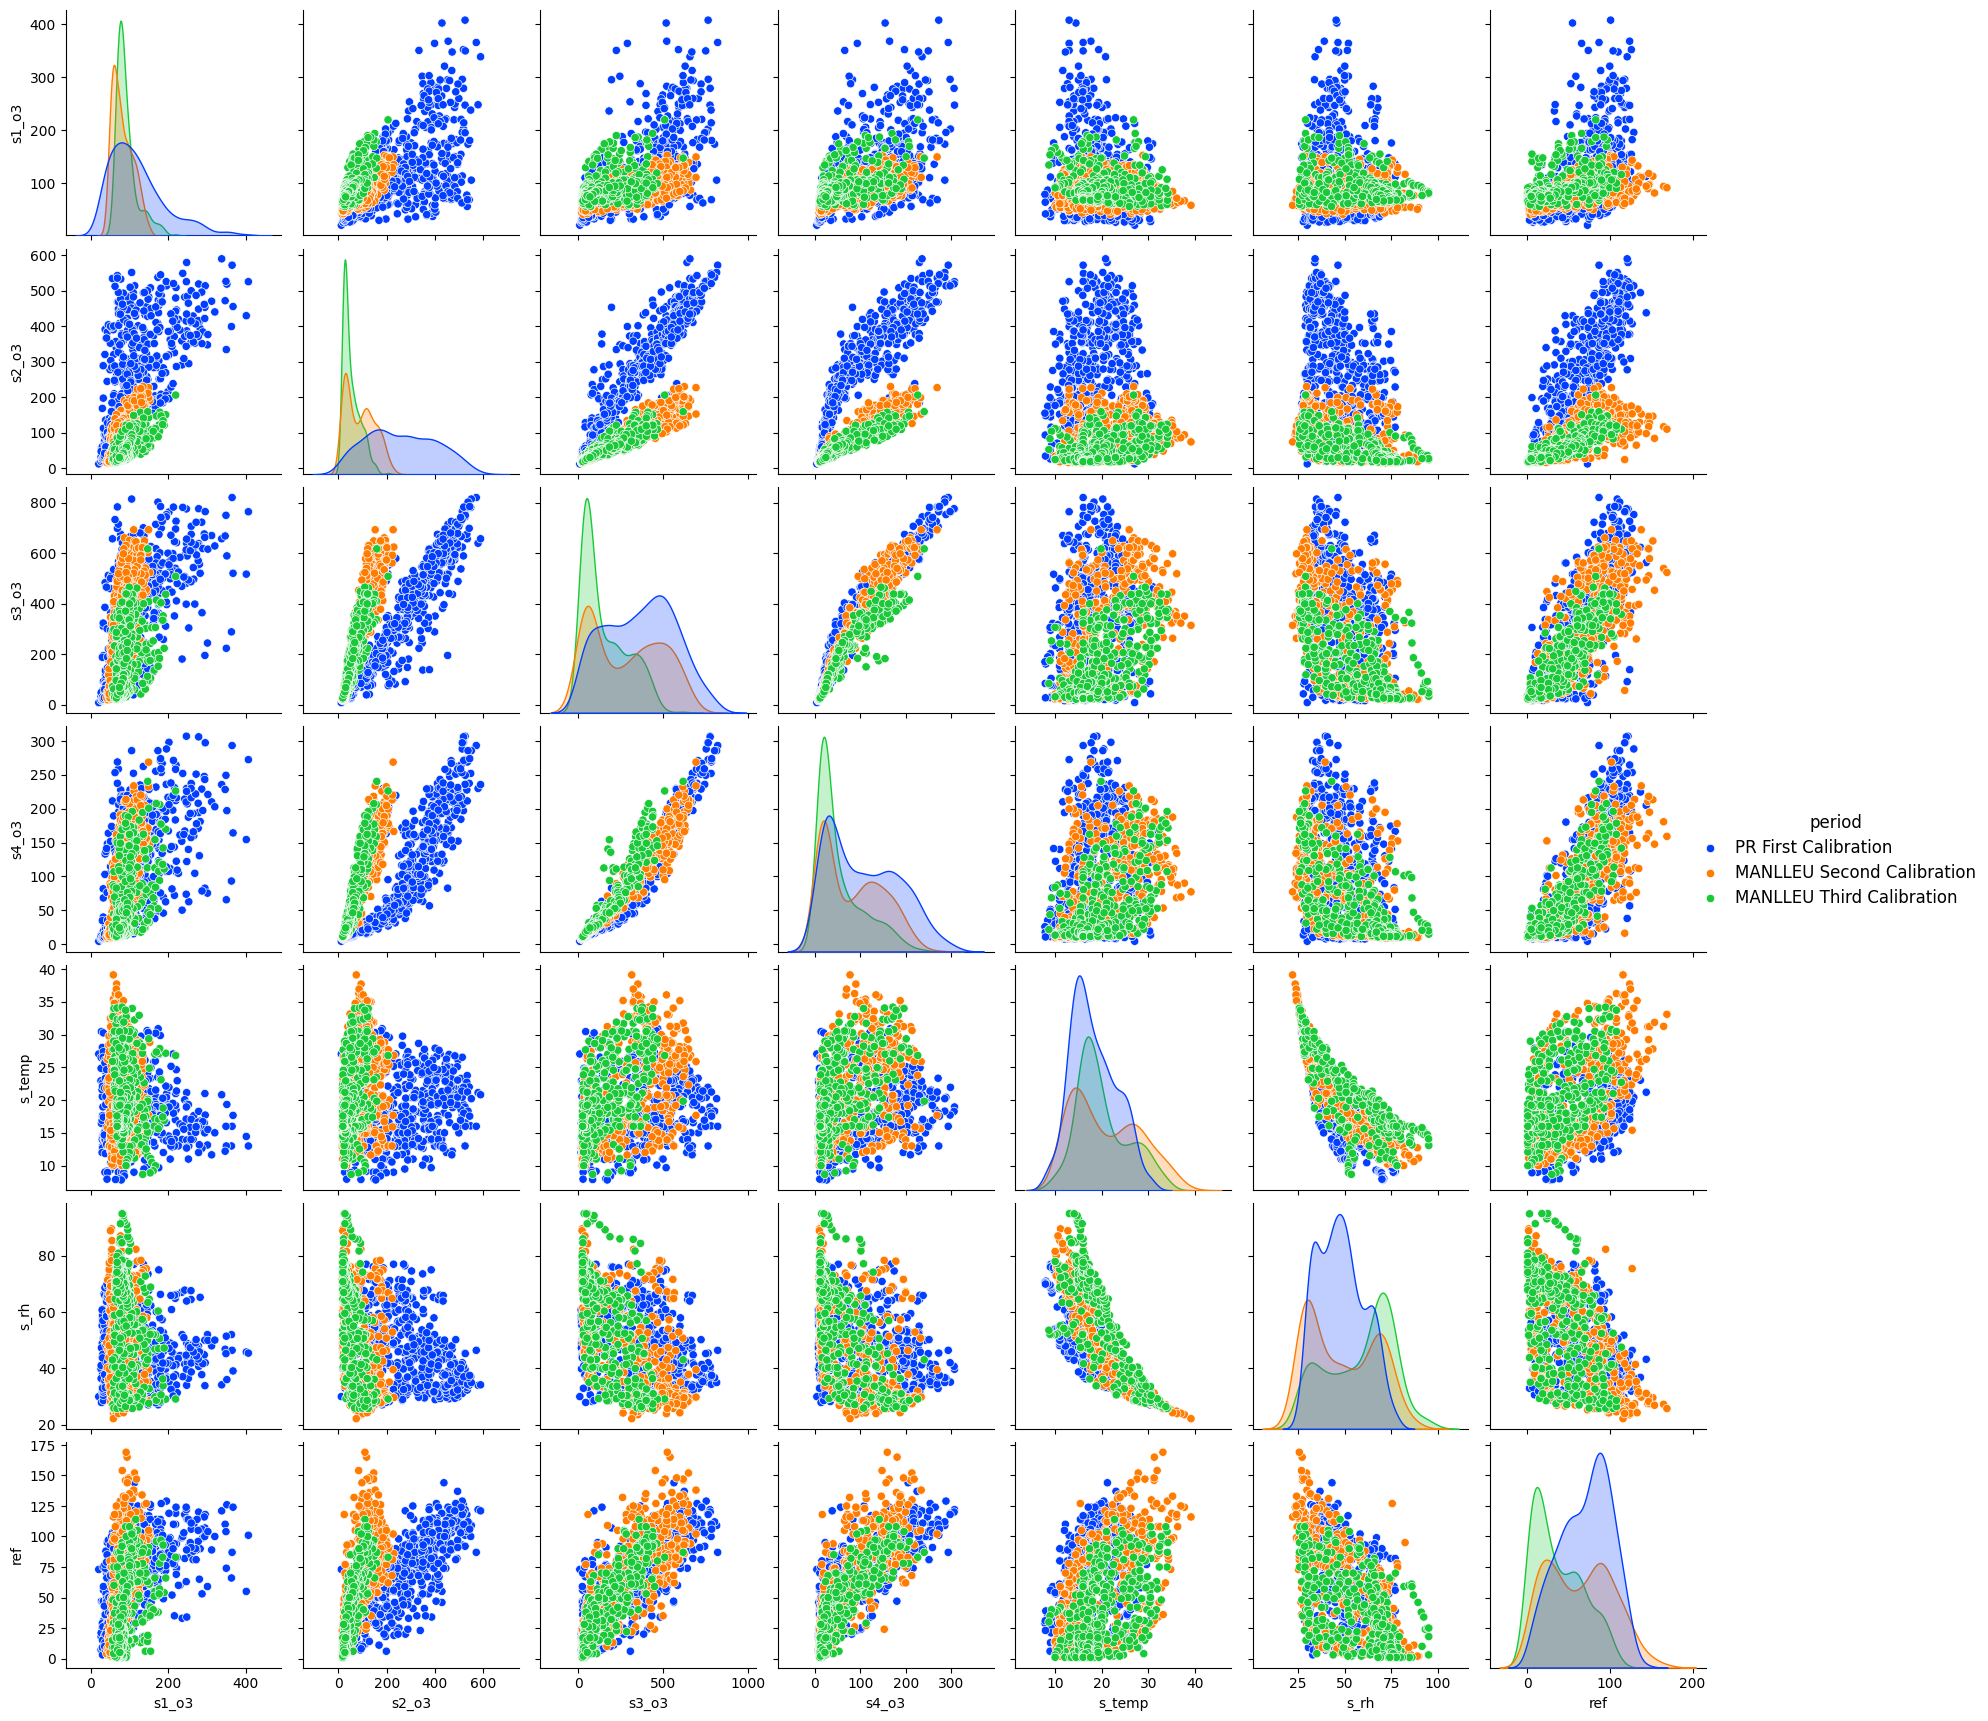 400
300
200
100
s1_o3
600
500
400
300
200
100
0
s2_o3
800
600
400
200
0
s3_o3
300
250
200
150
100
50
0
s4_o3
period
PR First Calibration
MANLLEU Second Calibration
MANLLEU Third Calibration
40
35
30
25
20
15
10
s_temp
80
60
40
20
s_rh
175
150
125
100
75
50
25
0
ref
0 200 400
0 200 400 600
0 500 1000
0 100 200 300
10 20 30 40
25 50 75 100
0 100 200
s1_o3 s2_o3 s3_o3 s4_o3 s_temp s_rh ref